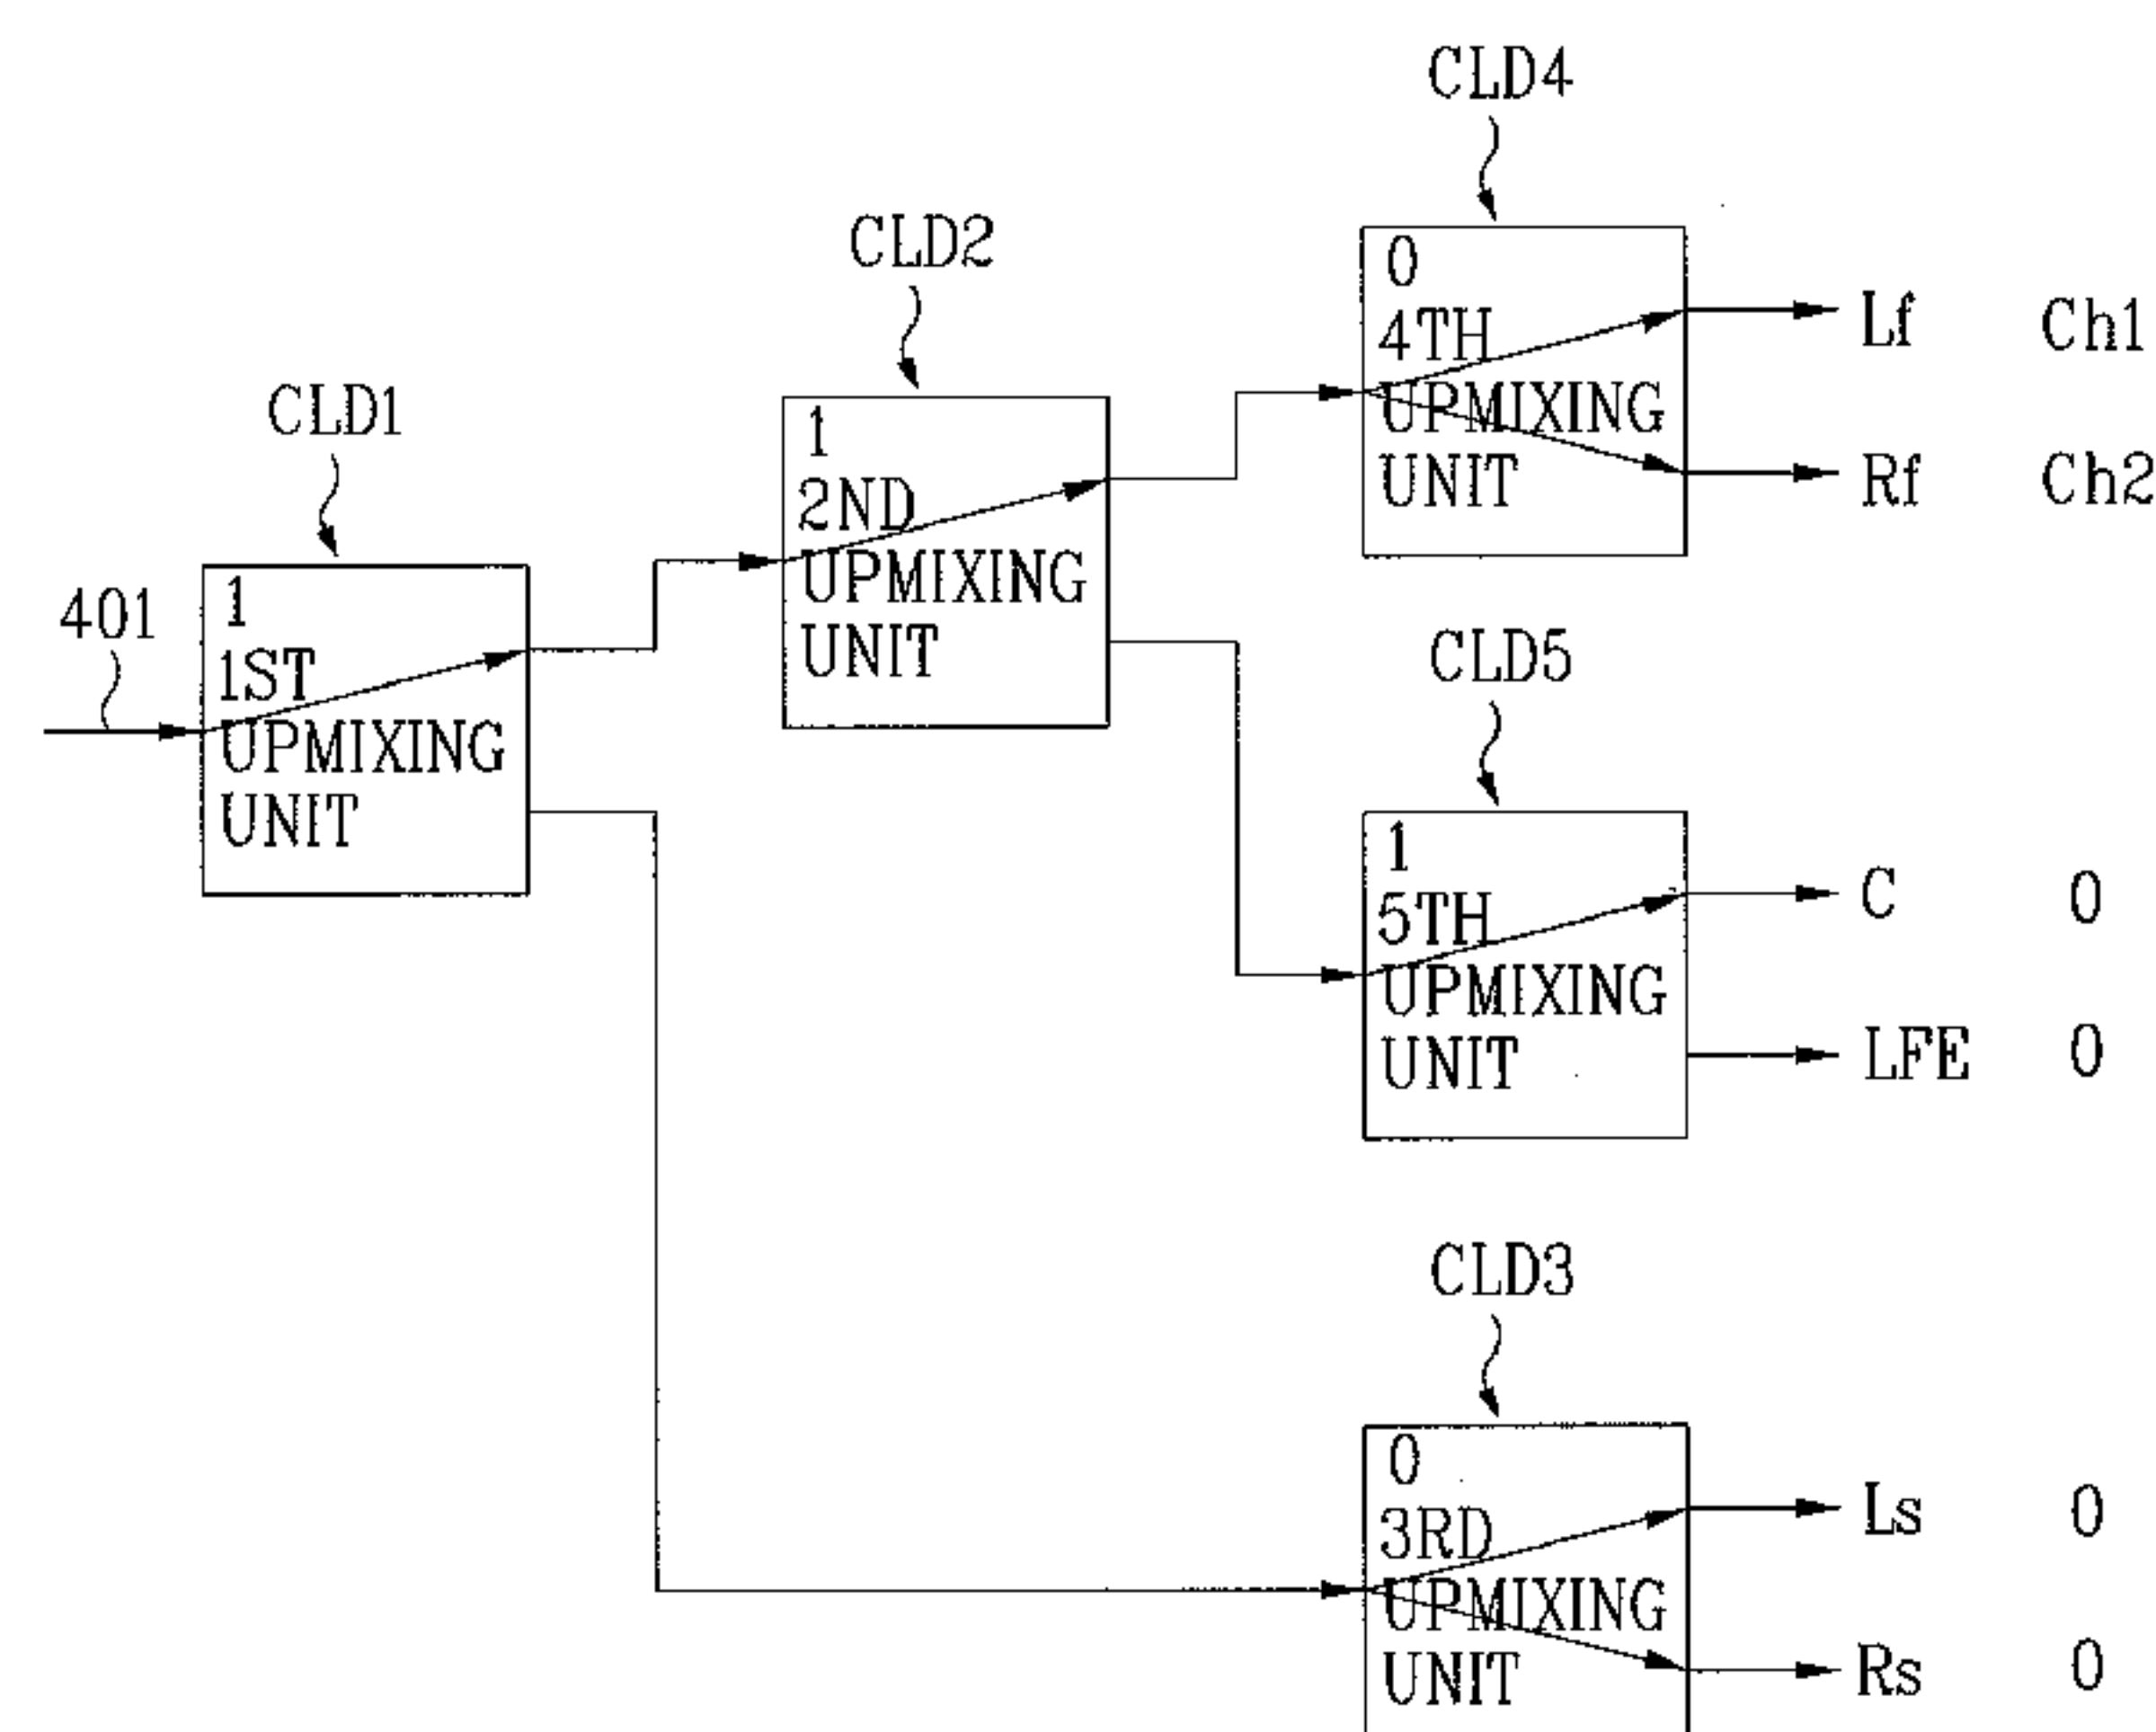 CLD4
CLD2
0
4TH
UPMIXING
UNIT
Lf Ch1
Rf Ch2
CLD1
1
2ND
UPMIXING
UNIT
401
1
1ST
UPMIXING
UNIT
CLD5
1
5TH
UPMIXING
UNIT
C 0
LFE 0
CLD3
0
3RD
UPMIXING
UNIT
Ls 0
Rs 0